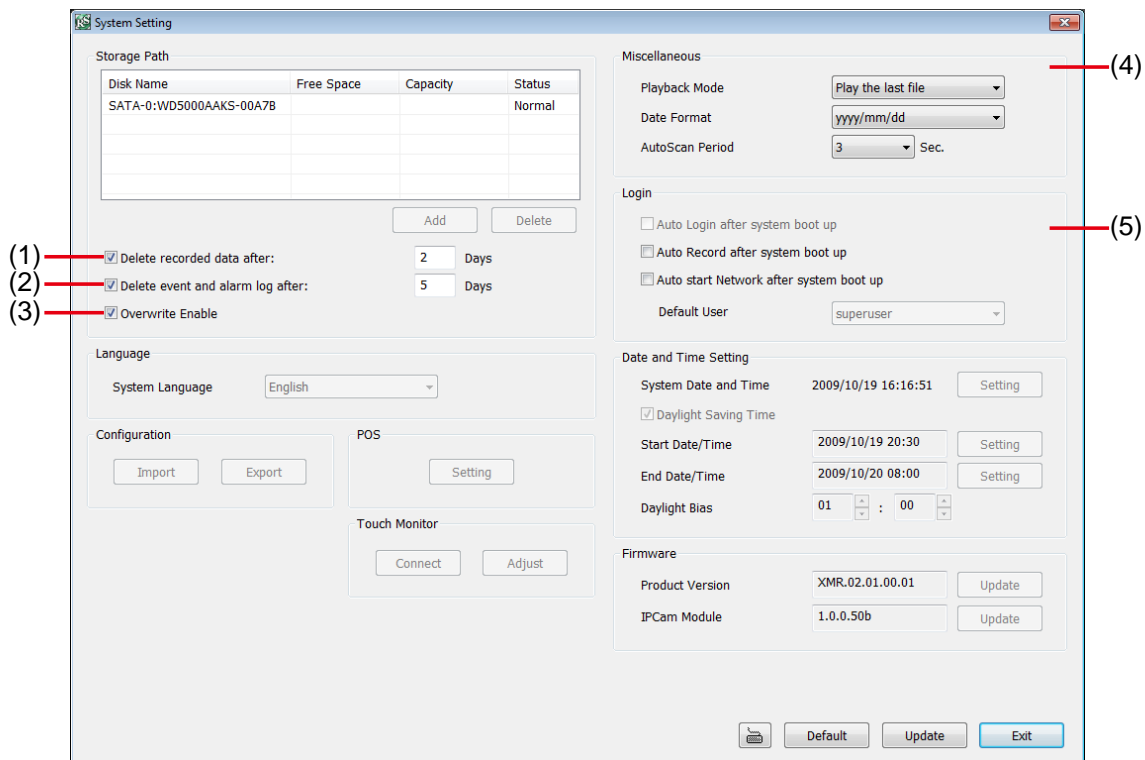 System Setting
Storage Path
Disk Name Free Space Capacity Status
SATA-0:WD5000AAKS-00A7B Normal
Add Delete
(1) Delete recorded data after: 2 Days
(2) Delete event and alarm log after: 5 Days
(3) Overwrite Enable
Language
System Language English
Configuration
Import Export
POS
Setting
Touch Monitor
Connect Adjust
Miscellaneous (4)
Playback Mode Play the last file
Date Format yyyy/mm/dd
AutoScan Period 3 Sec.
Login
Auto Login after system boot up (5)
Auto Record after system boot up
Auto start Network after system boot up
Default User superuser
Date and Time Setting
System Date and Time 2009/10/19 16:16:51 Setting
Daylight Saving Time
Start Date/Time 2009/10/19 20:30 Setting
End Date/Time 2009/10/20 08:00 Setting
Daylight Bias 01 : 00
Firmware
Product Version XMR.02.01.00.01 Update
IPCam Module 1.0.0.50b Update
Default Update Exit